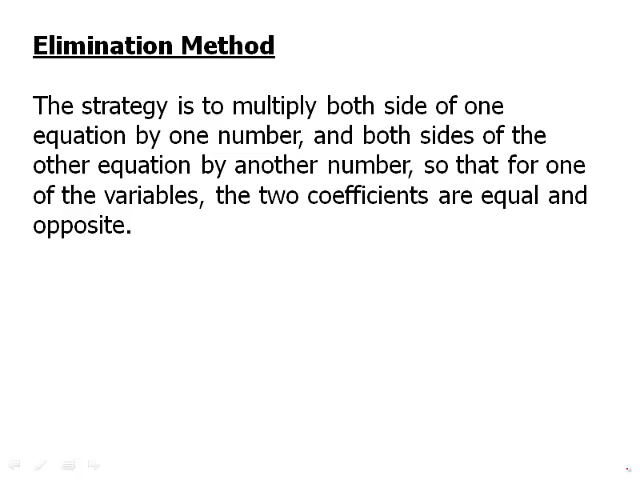 Elimination Method
The strategy is to multiply both side of one
equation by one number, and both sides of the
other equation by another number, so that for one
of the variables, the two coefficients are equal and
opposite.